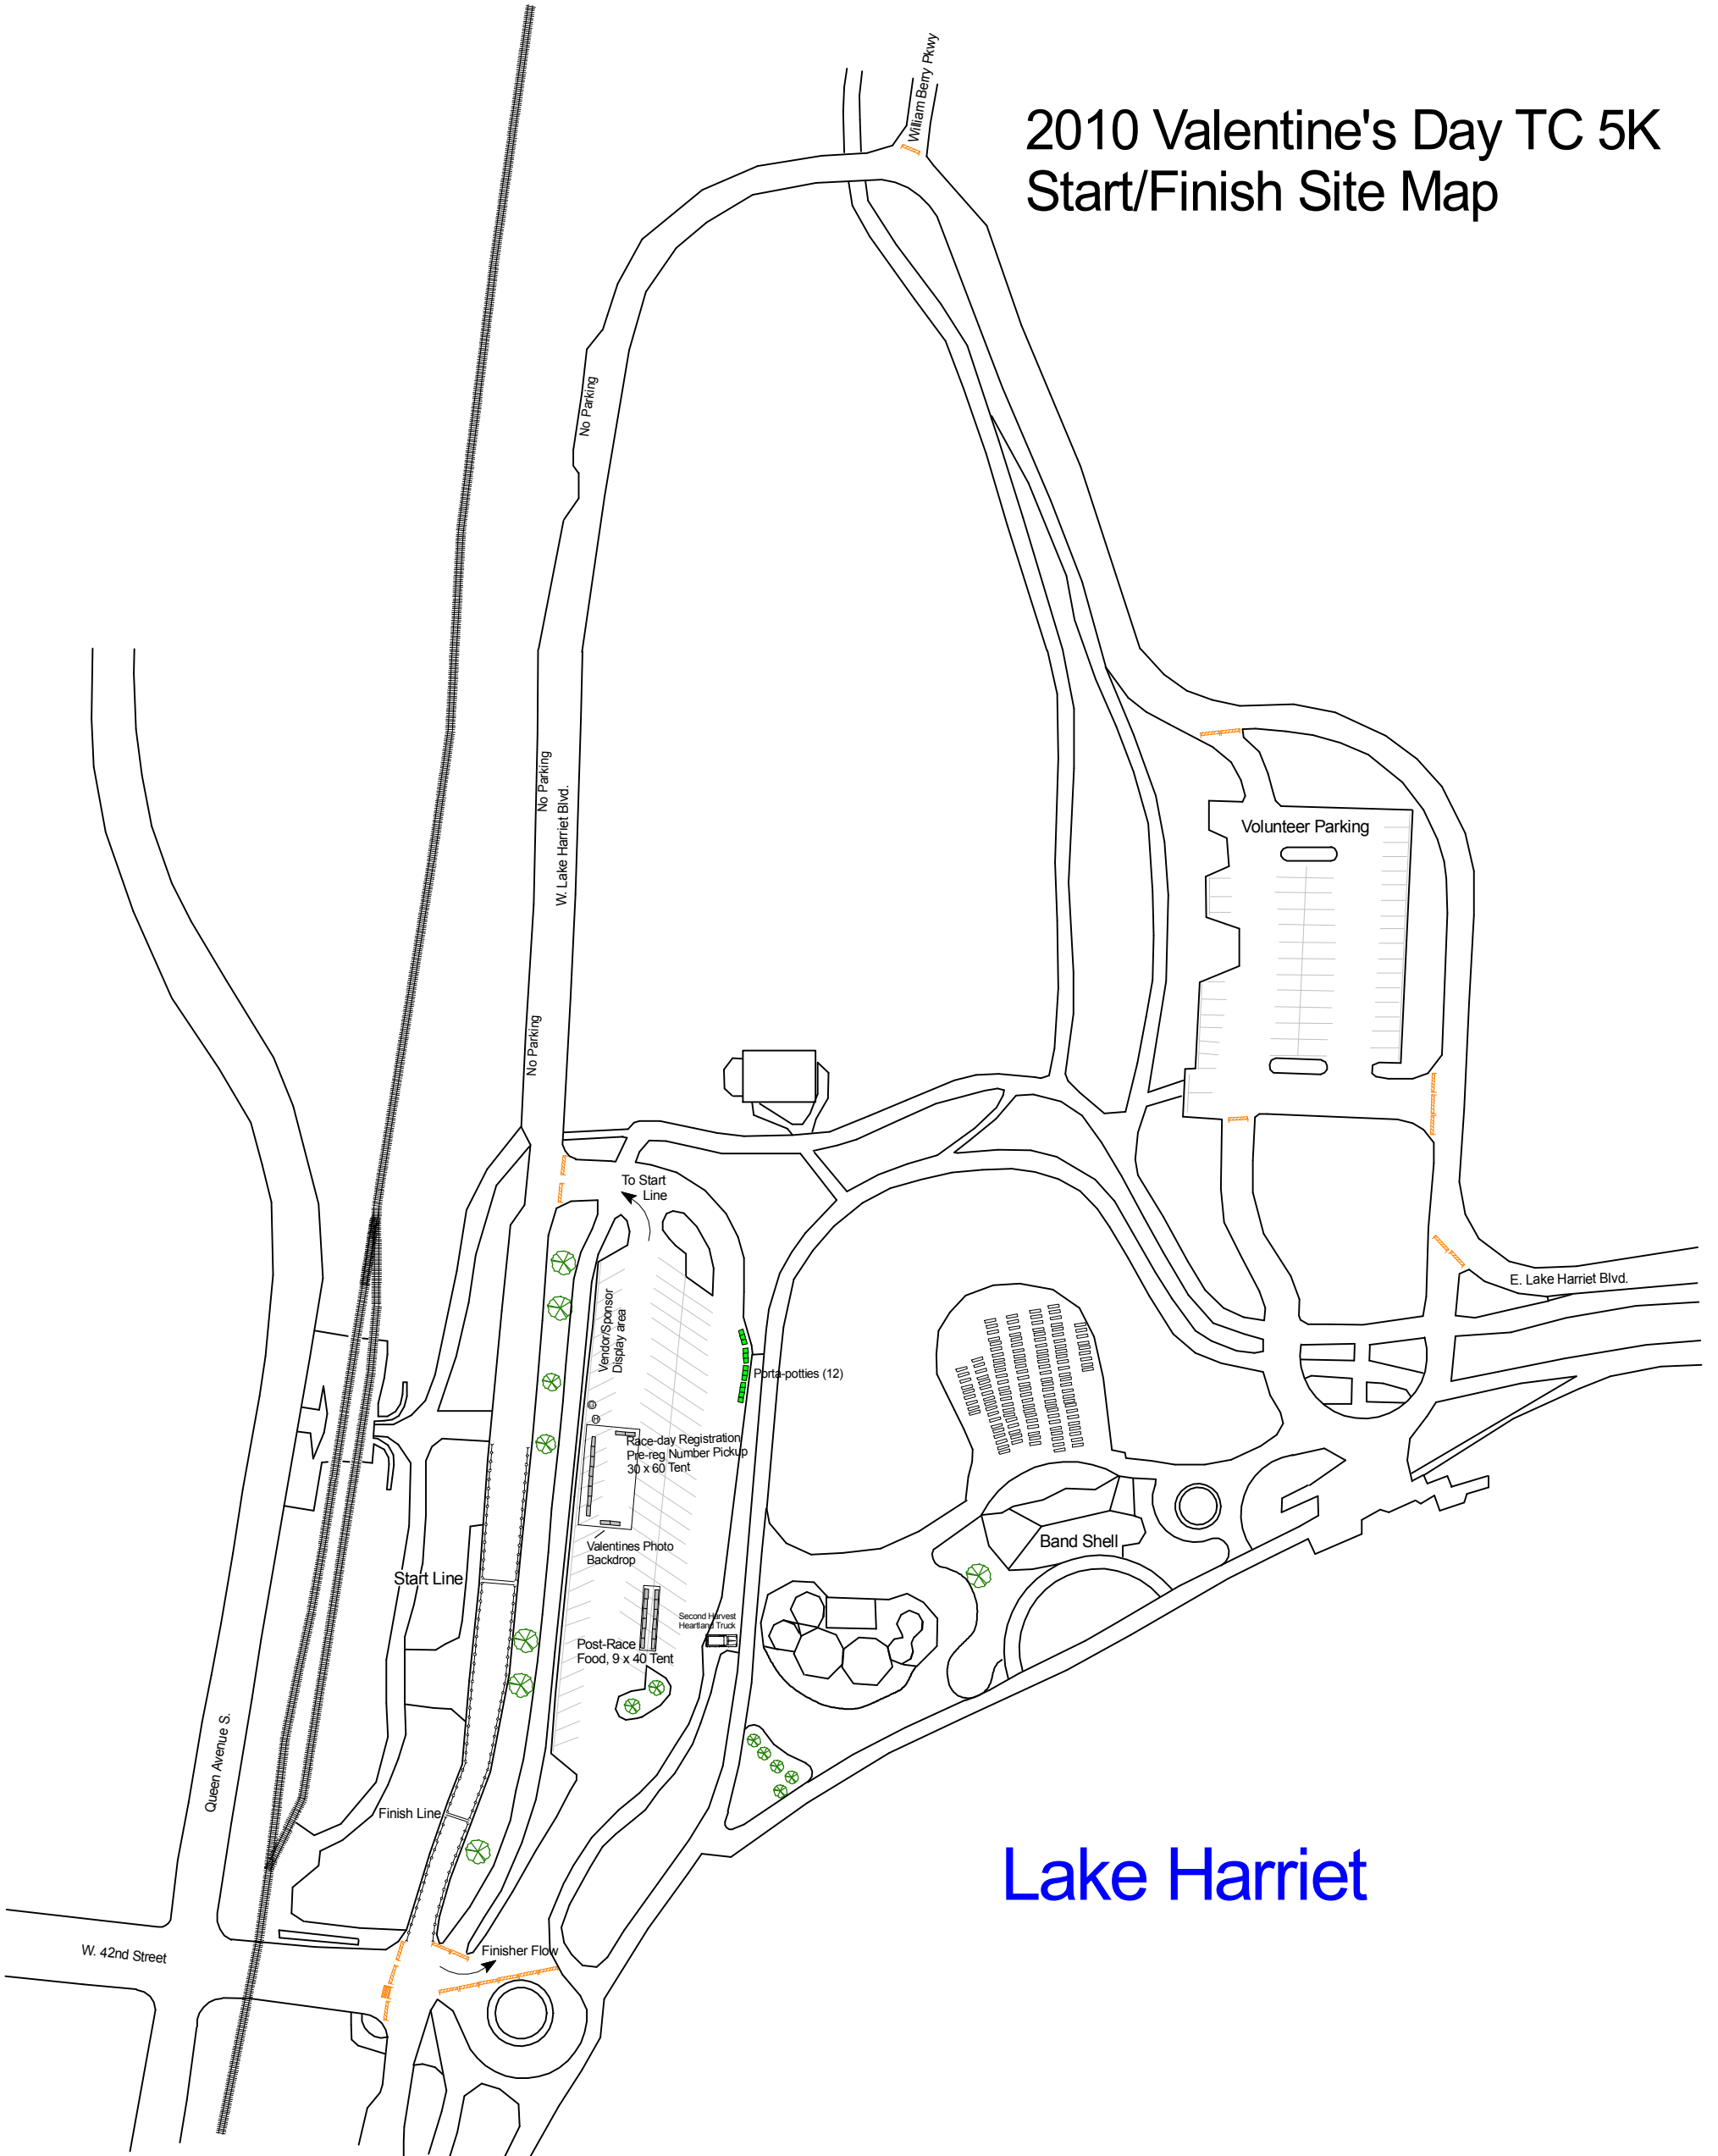 William Berry Pkwy
2010 Valentine's Day TC 5K
Start/Finish Site Map
No Parking
No Parking
W. Lake Harriet Blvd.
Volunteer Parking
No Parking
To Start
Line
E. Lake Harriet Blvd.
Vendor/Sponsor
Display area
Porta-potties (12)
H
Race-day Registration
Pre-reg Number Pickup
30 x 60 Tent
Valentines Photo
Backdrop
Band Shell
Start Line
Second Harvest
Heartland Truck
Post-Race
Food, 9 x 40 Tent
Queen Avenue S.
Finish Line
Lake Harriet
W. 42nd Street
Finisher Flow